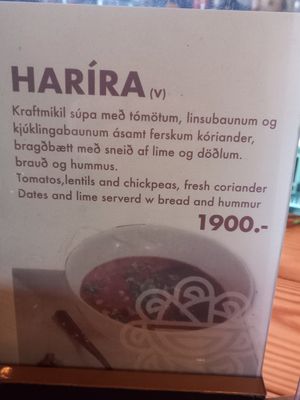 HARÍRA (V)
Kraftmikil súpa með tómötum, linsubaunum og
kjúklingabaunum ásamt ferskum kóriander,
bragðbætt með sneið af lime og döðlum.
brauð og hummus.
Tomatos,lentils and chickpeas, fresh coriander
Dates and lime serverd w bread and hummur
1900.-